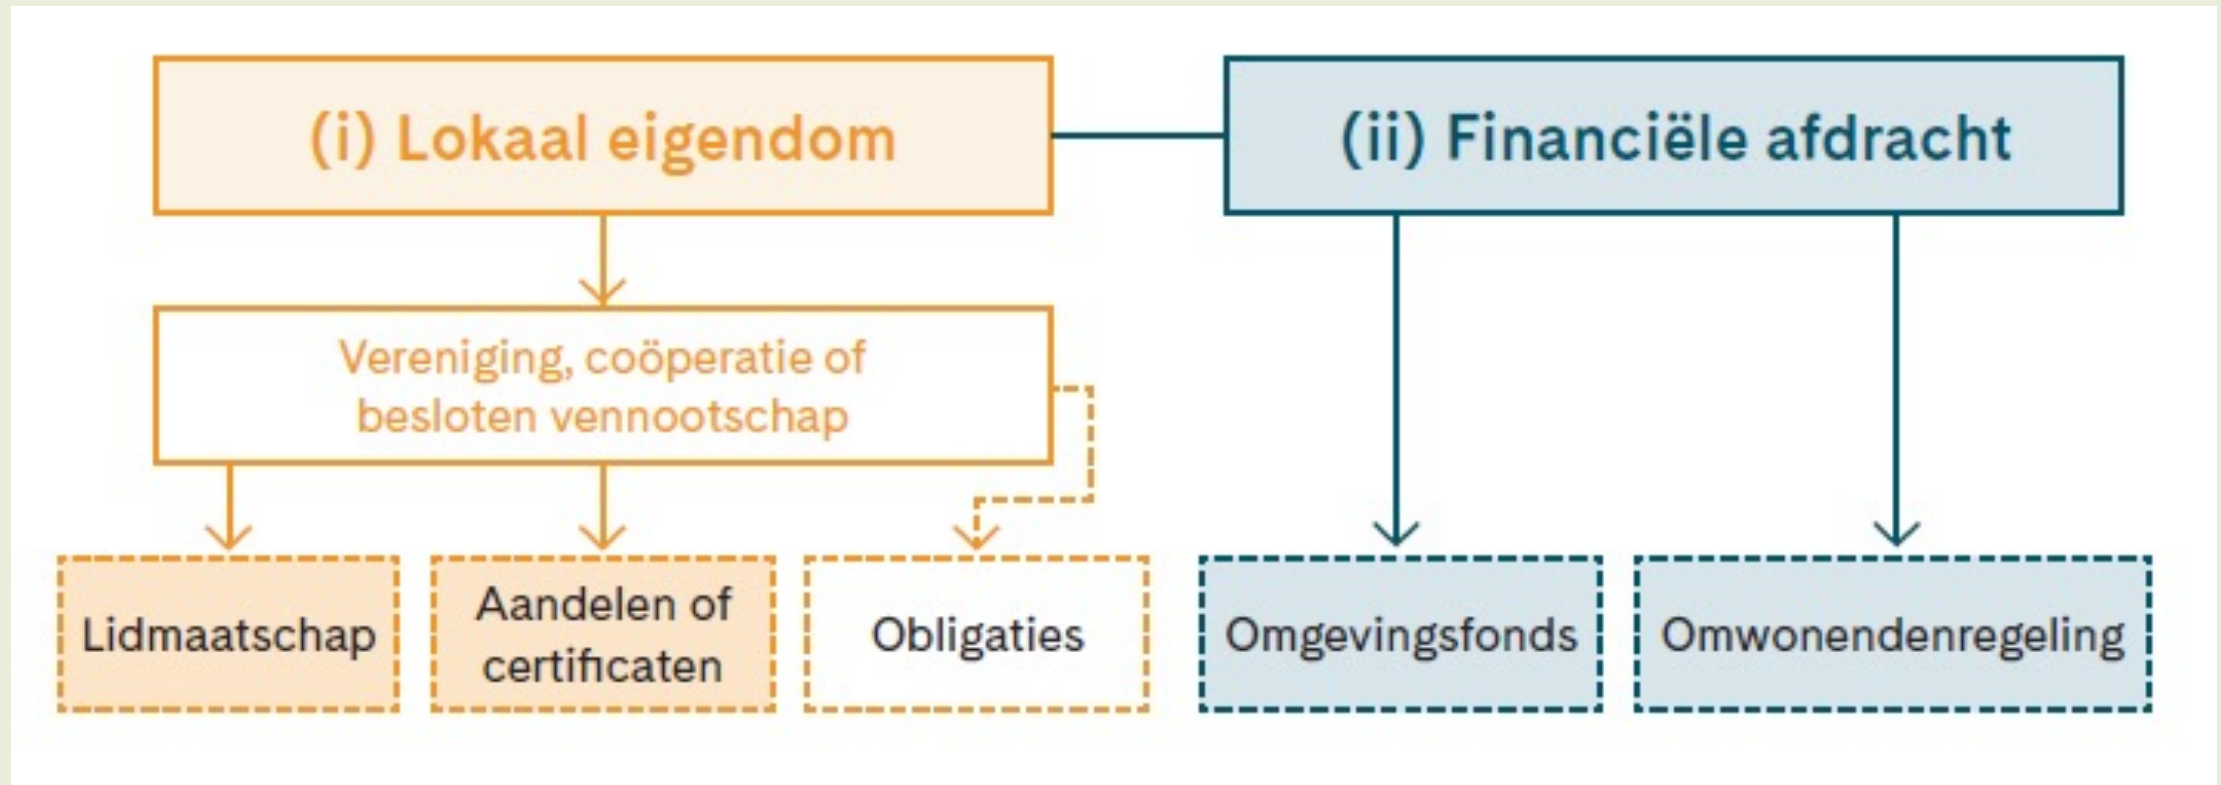 (i) Lokaal eigendom
(ii) Financiële afdracht
Vereniging, coöperatie of
besloten vennootschap
Lidmaatschap
Aandelen of
certificaten
Obligaties
Omgevingsfonds
Omwonendenregeling